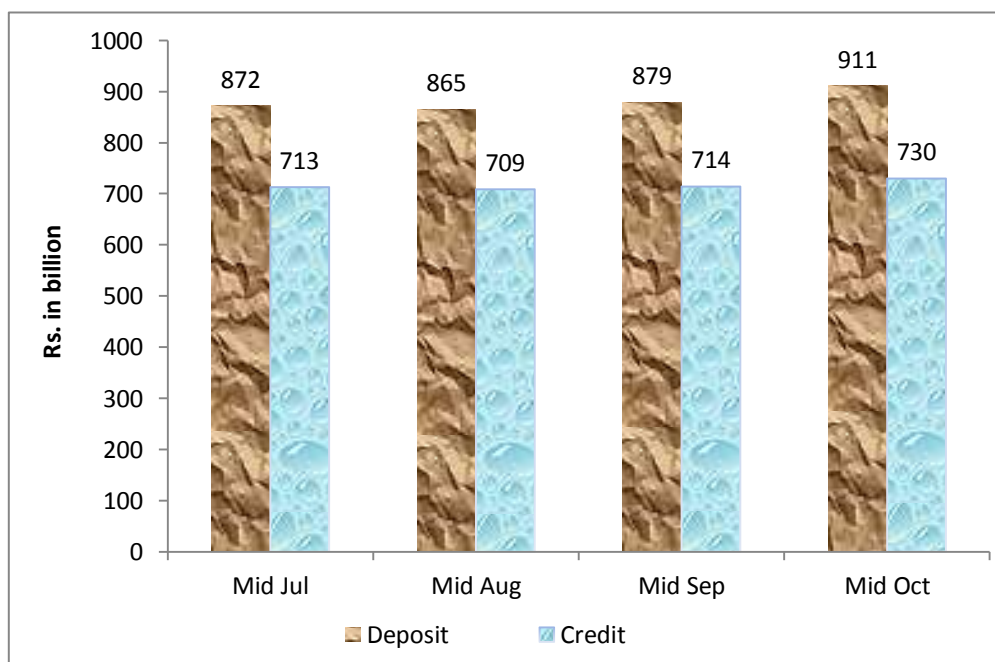 Rs. in billion
1000
900
800
700
600
500
400
300
200
100
0
872
713
865
709
879
714
911
730
Mid Jul
Mid Aug
Mid Sep
Mid Oct
Deposit
Credit